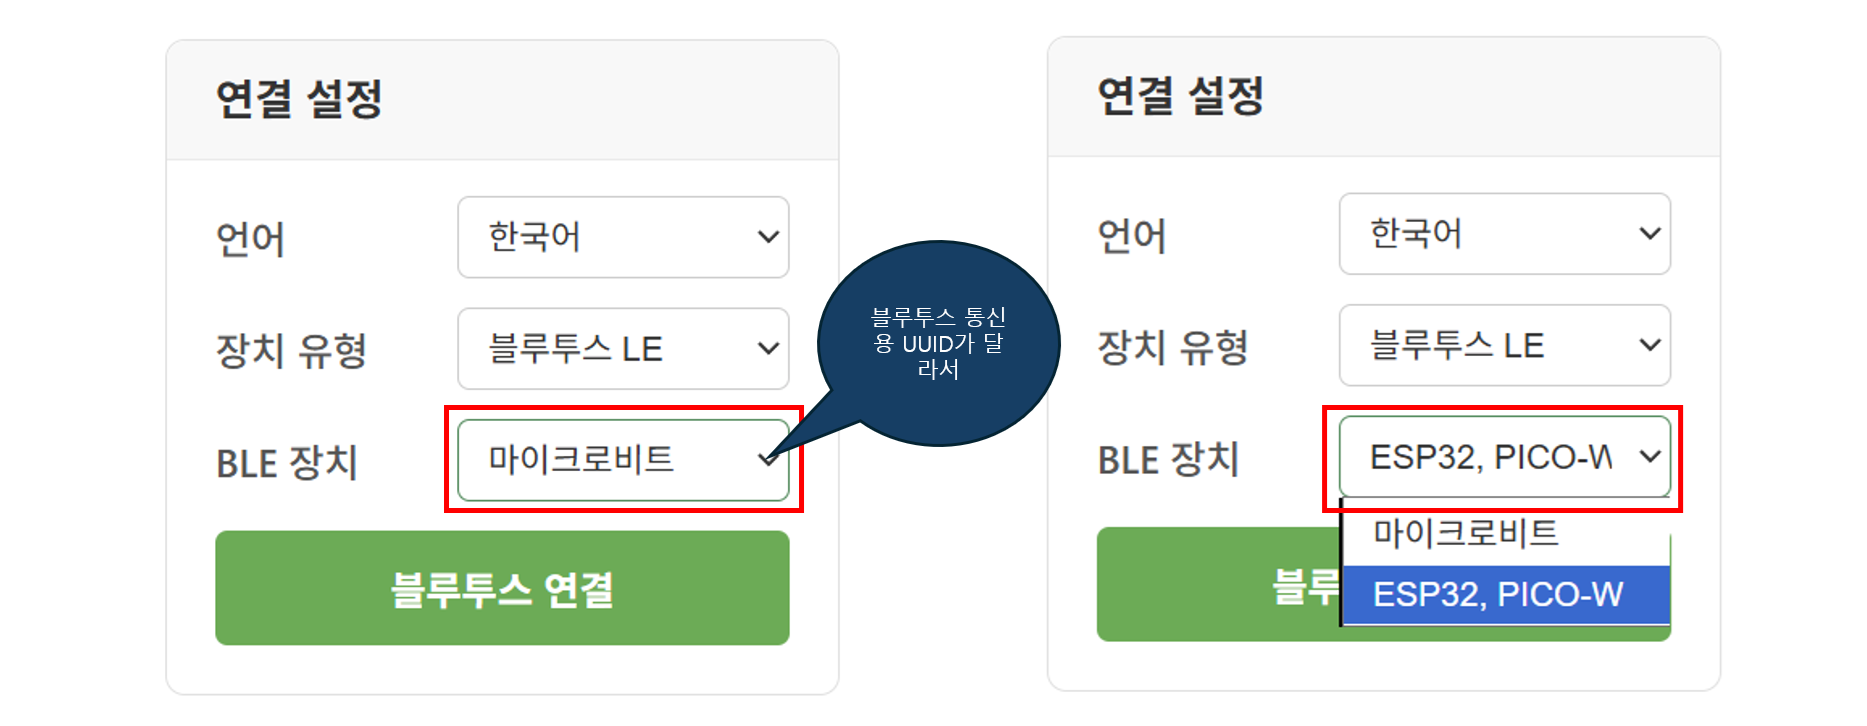 연결 설정
언어
한국어
장치 유형
블루투스 LE
BLE 장치
마이크로비트
블루투스 연결
블루투스 통신
용 UUID가 달
라서
연결 설정
언어
한국어
장치 유형
블루투스 LE
BLE 장치
ESP32, PICO-W
마이크로비트
ESP32, PICO-W
블루